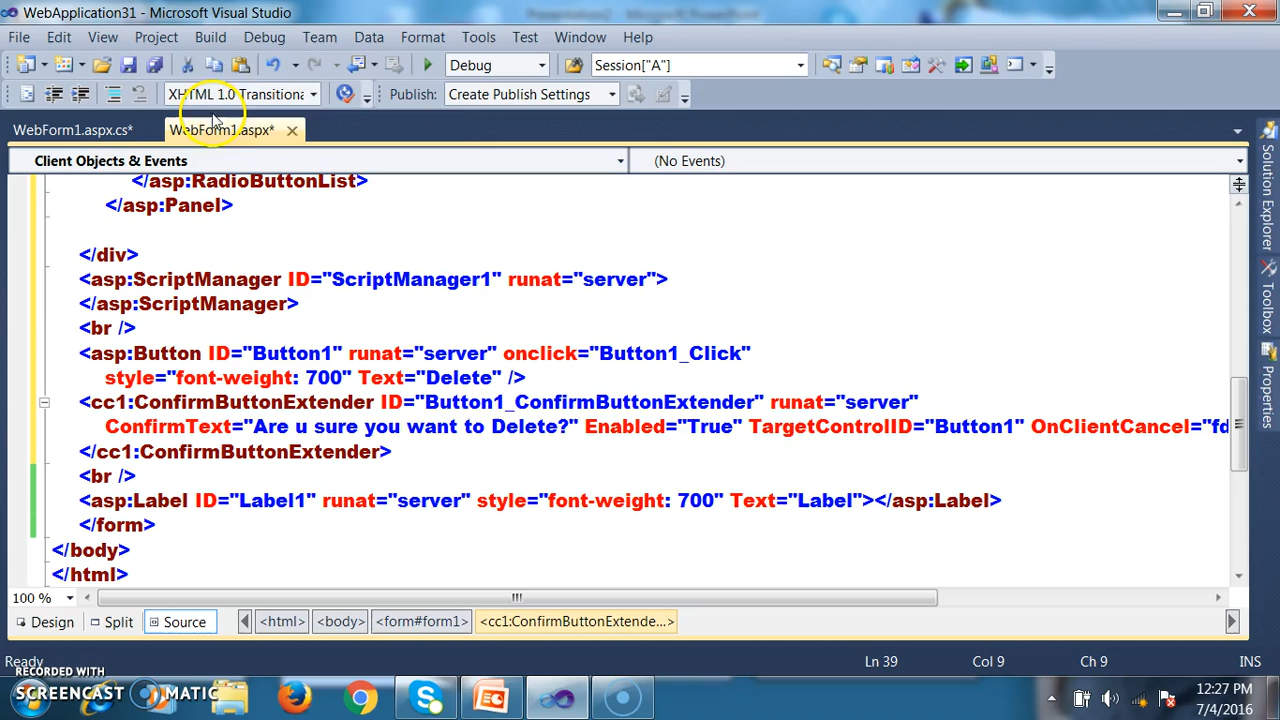 WebApplication31 - Microsoft Visual Studio
File Edit View Project Build Debug Team Data Format Tools Test Window Help
Debug Session["A"]
XHTML 1.0 Transitiona Publish: Create Publish Settings
WebForm1.aspx.cs* WebForm1.aspx*
Client Objects & Events (No Events)
</asp:RadioButtonList>
</asp:Panel>
</div>
<asp:ScriptManager ID="ScriptManager1" runat="server">
</asp:ScriptManager>
<br />
<asp:Button ID="Button1" runat="server" onclick="Button1_Click"
style="font-weight: 700" Text="Delete" />
<cc1:ConfirmButtonExtender ID="Button1_ConfirmButtonExtender" runat="server"
ConfirmText="Are u sure you want to Delete?" Enabled="True" TargetControlID="Button1" OnClientCancel="fd
</cc1:ConfirmButtonExtender>
<br />
<asp:Label ID="Label1" runat="server" style="font-weight: 700" Text="Label"></asp:Label>
</form>
</body>
</html>
100 %
Design Split Source <html> <body> <form#form1> <cc1:ConfirmButtonExtende...>
Ready Ln 39 Col 9 Ch 9 INS
Solution Explorer
Toolbox
Properties
RECORDED WITH
SCREENCAST MATIC
12:27 PM
7/4/2016